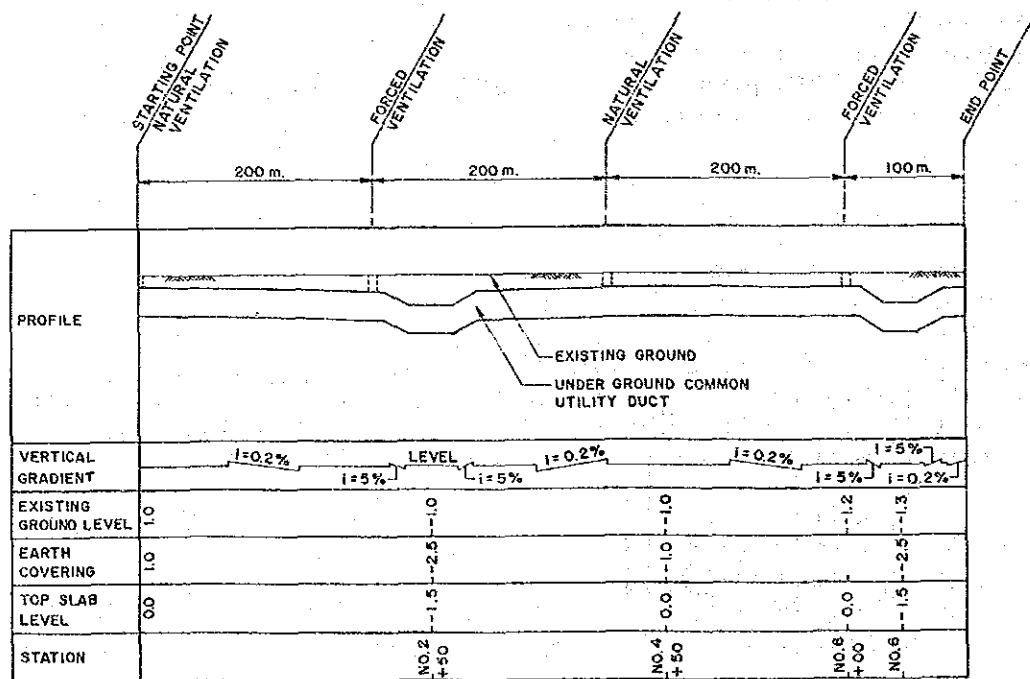 STARTING POINT
NATURAL
VENTILATION
FORCED
VENTILATION
NATURAL
VENTILATION
FORCED
VENTILATION
END POINT
200 m.
200 m.
200 m.
100 m.
PROFILE
EXISTING GROUND
UNDER GROUND COMMON
UTILITY DUCT
VERTICAL
GRADIENT
i=0.2%
i=5%
LEVEL
i=5%
i=0.2%
i=0.2%
i=5%
i=5%
i=0.2%
EXISTING
GROUND LEVEL
1.0
1.0
1.0
1.2
1.3
EARTH
COVERING
1.0
2.5
1.0
2.5
TOP SLAB
LEVEL
0.0
-1.5
0.0
0.0
-1.5
STATION
NO.2
+50
NO.4
+50
NO.6
+00
NO.6